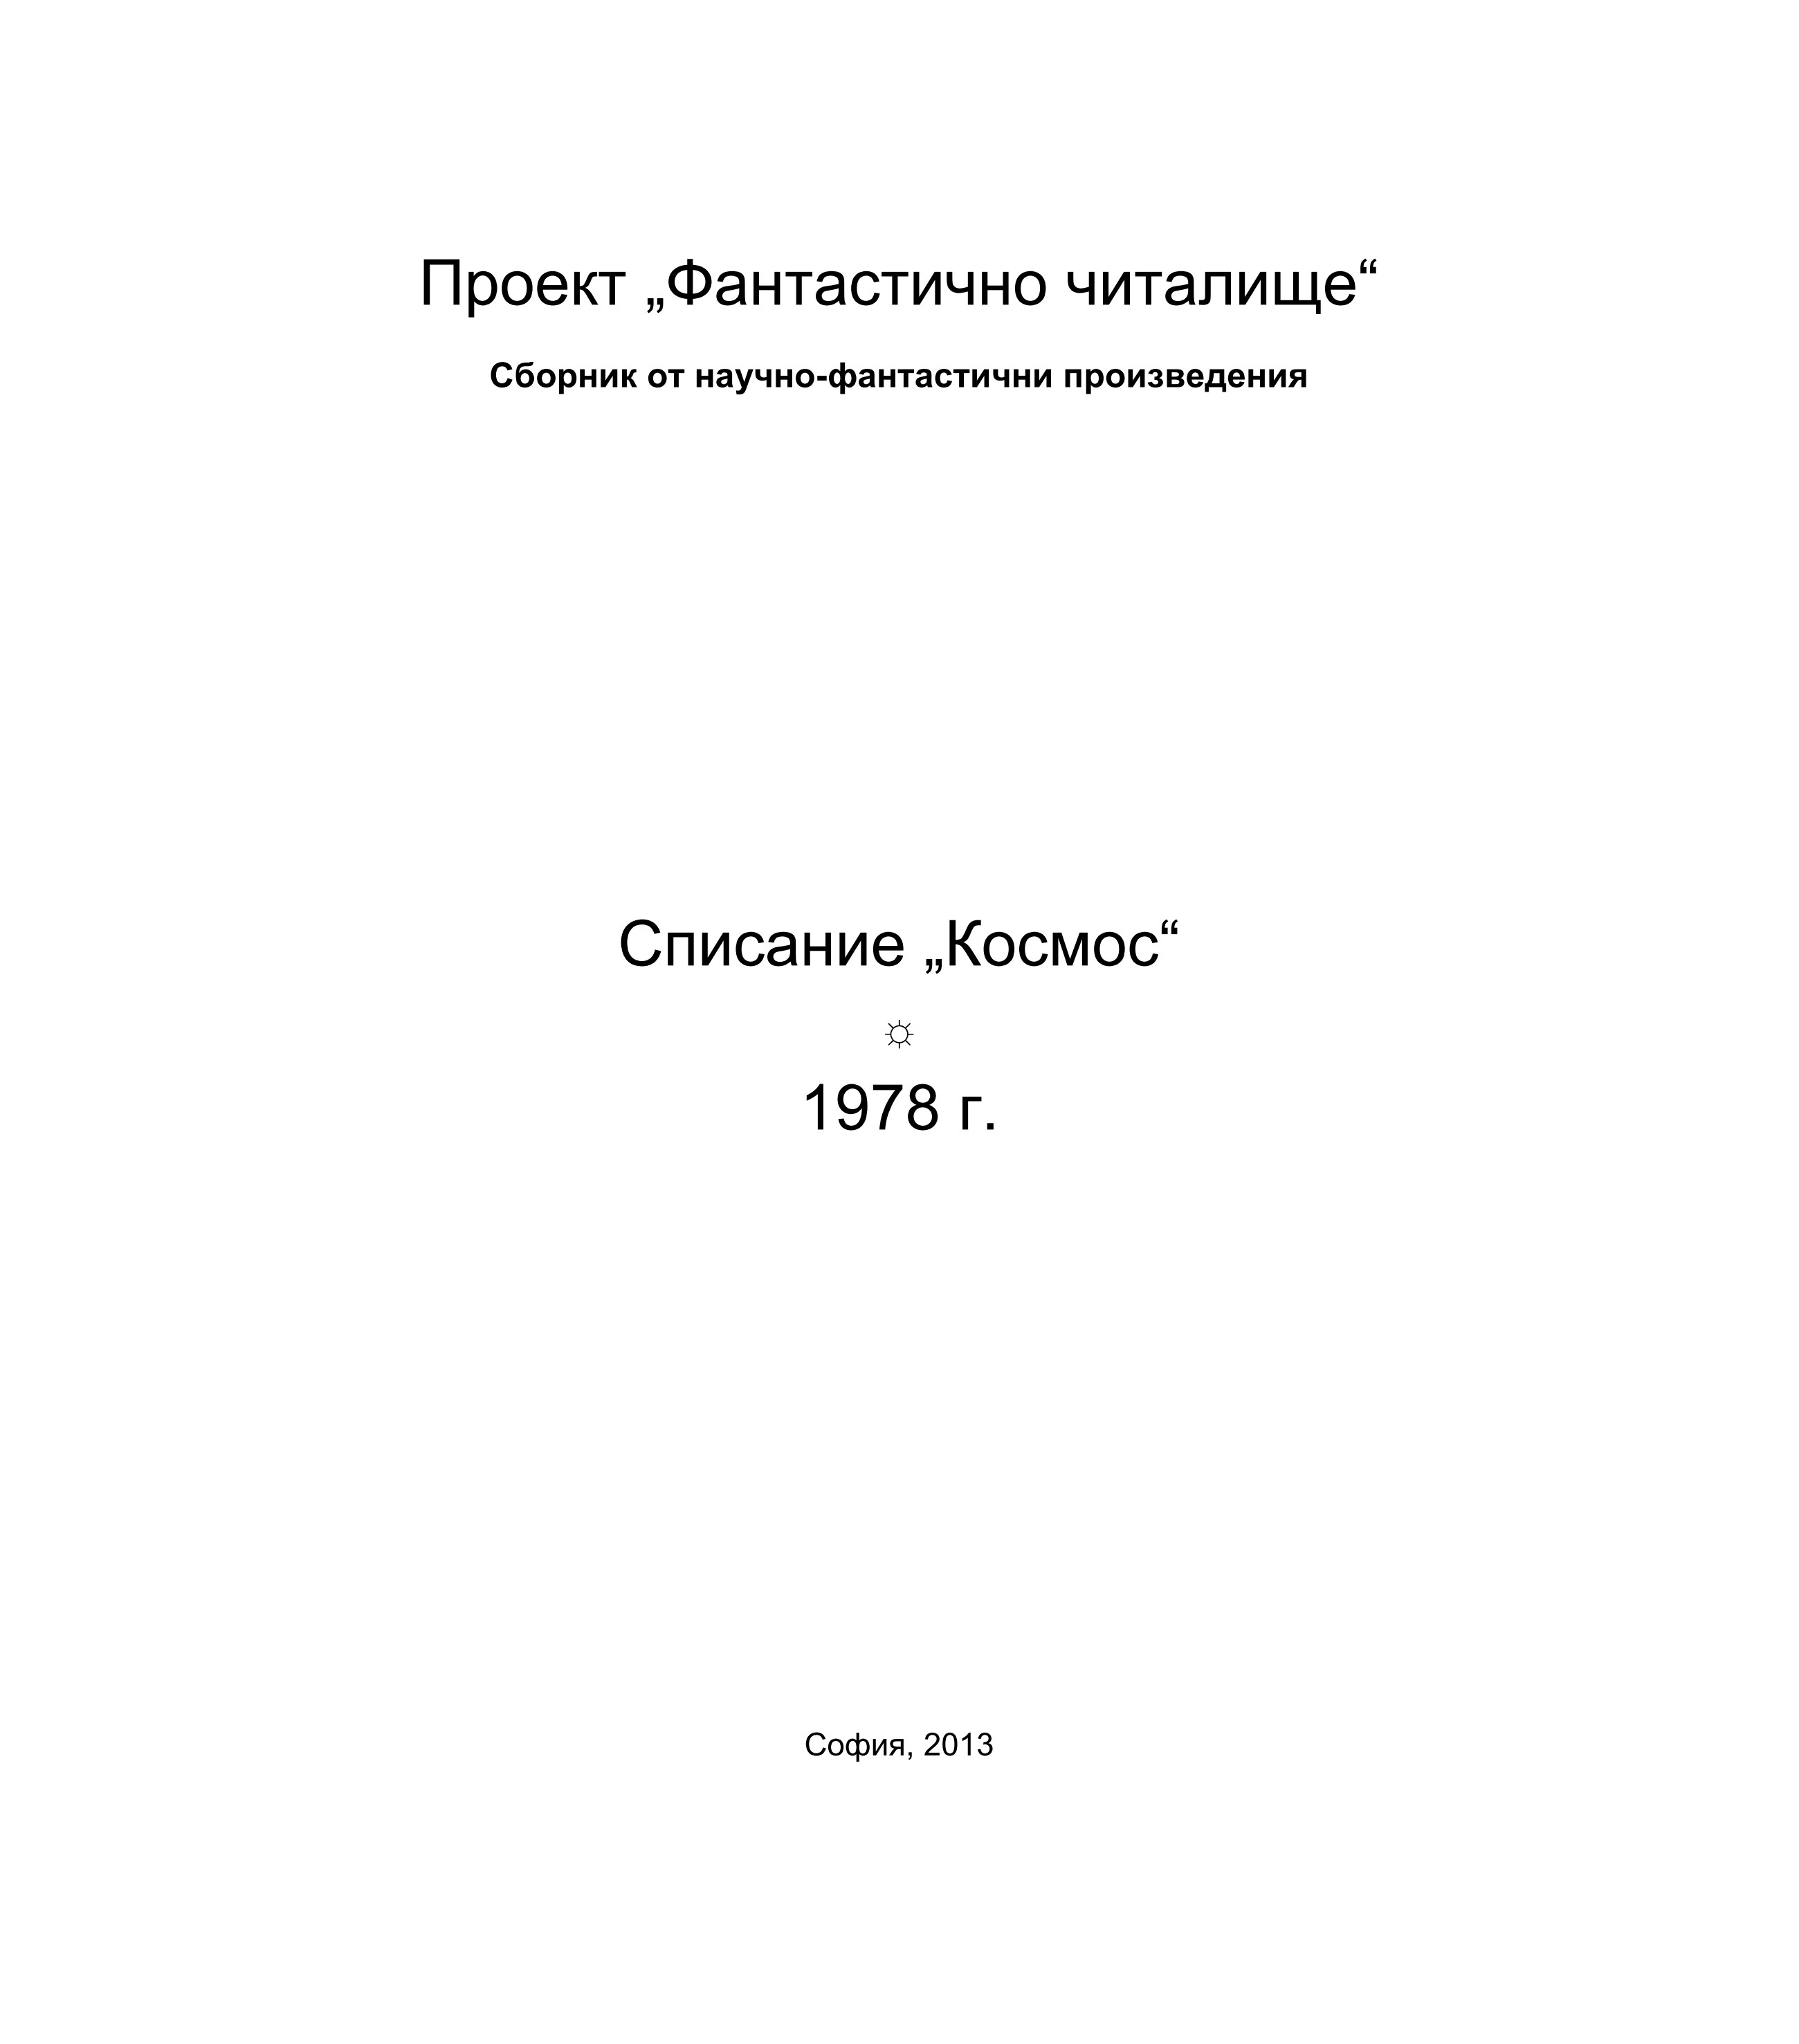 Проект „Фантастично читалище“
Сборник от научно-фантастични произведения
Списание „Космос“
☼
1978 г.
София, 2013